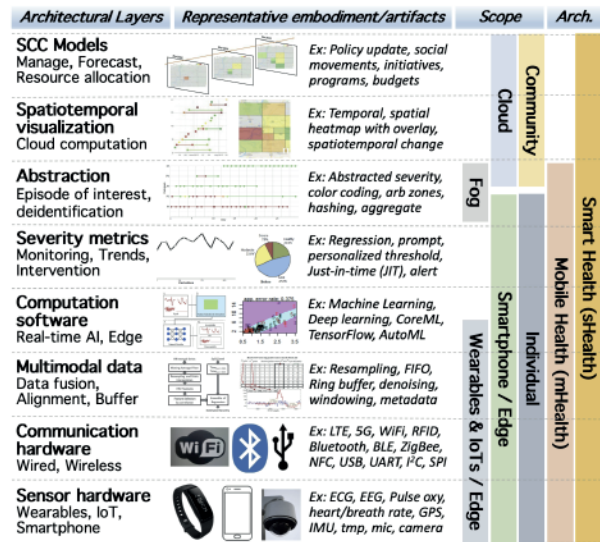 Architectural Layers Representative embodiment/artifacts Scope Arch.
SCC Models
Manage, Forecast,
Resource allocation
Ex: Policy update, social
movements, initiatives,
programs, budgets
Spatiotemporal
visualization
Cloud computation
Ex: Temporal, spatial
heatmap with overlay,
spatiotemporal change
Abstraction
Episode of interest,
deidentification
Ex: Abstracted severity,
color coding, arb zones,
hashing, aggregate
Severity metrics
Monitoring, Trends,
Intervention
Ex: Regression, prompt,
personalized threshold,
Just-in-time (JIT), alert
Computation
software
Real-time AI, Edge
Ex: Machine Learning,
Deep learning, CoreML,
TensorFlow, AutoML
Multimodal data
Data fusion,
Alignment, Buffer
Ex: Resampling, FIFO,
Ring buffer, denoising,
windowing, metadata
Communication
hardware
Wired, Wireless
WiFi
Ex: LTE, 5G, WiFi, RFID,
Bluetooth, BLE, ZigBee,
NFC, USB, UART, I²C, SPI
Sensor hardware
Wearables, IoT,
Smartphone
Ex: ECG, EEG, Pulse oxy,
heart/breath rate, GPS,
IMU, tmp, mic, camera
Cloud
Community
Fog
Smartphone / Edge
Individual
Wearables & IoTs / Edge
Mobile Health (mHealth)
Smart Health (sHealth)